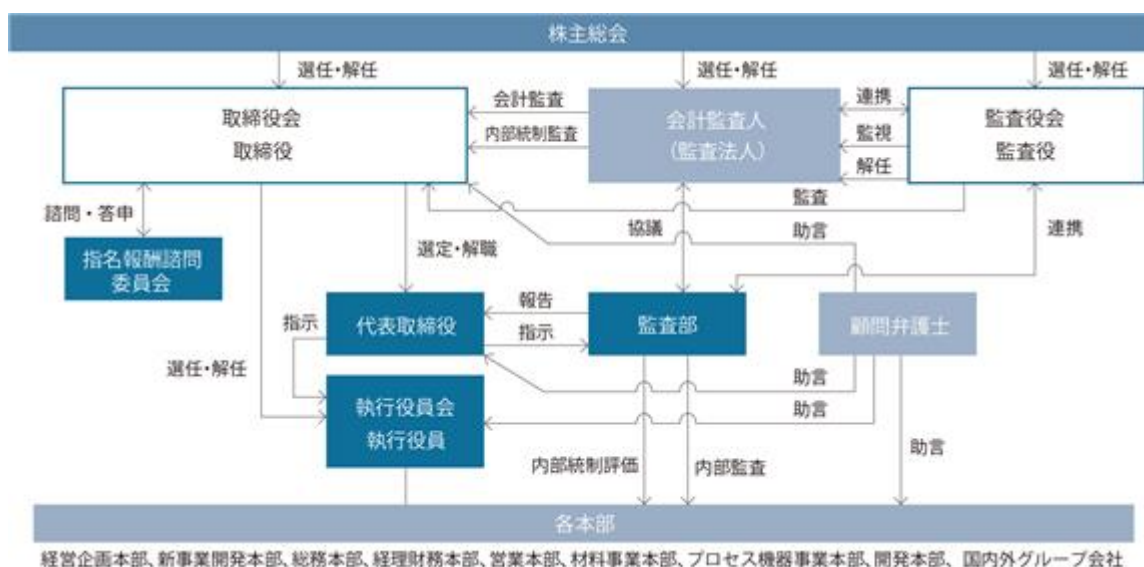 株主総会
選任・解任
選任・解任
選任・解任
取締役会
取締役
会計監査
内部統制監査
会計監査人
（監査法人）
連携
監視
解任
監査役会
監査役
監査
諮問・答申
協議
助言
連携
指名報酬諮問
委員会
選定・解職
指示
代表取締役
報告
指示
監査部
顧問弁護士
選任・解任
助言
執行役員会
執行役員
助言
内部統制評価
内部監査
助言
各本部
経営企画本部、新事業開発本部、総務本部、経理財務本部、営業本部、材料事業本部、プロセス機器事業本部、開発本部、国内外グループ会社